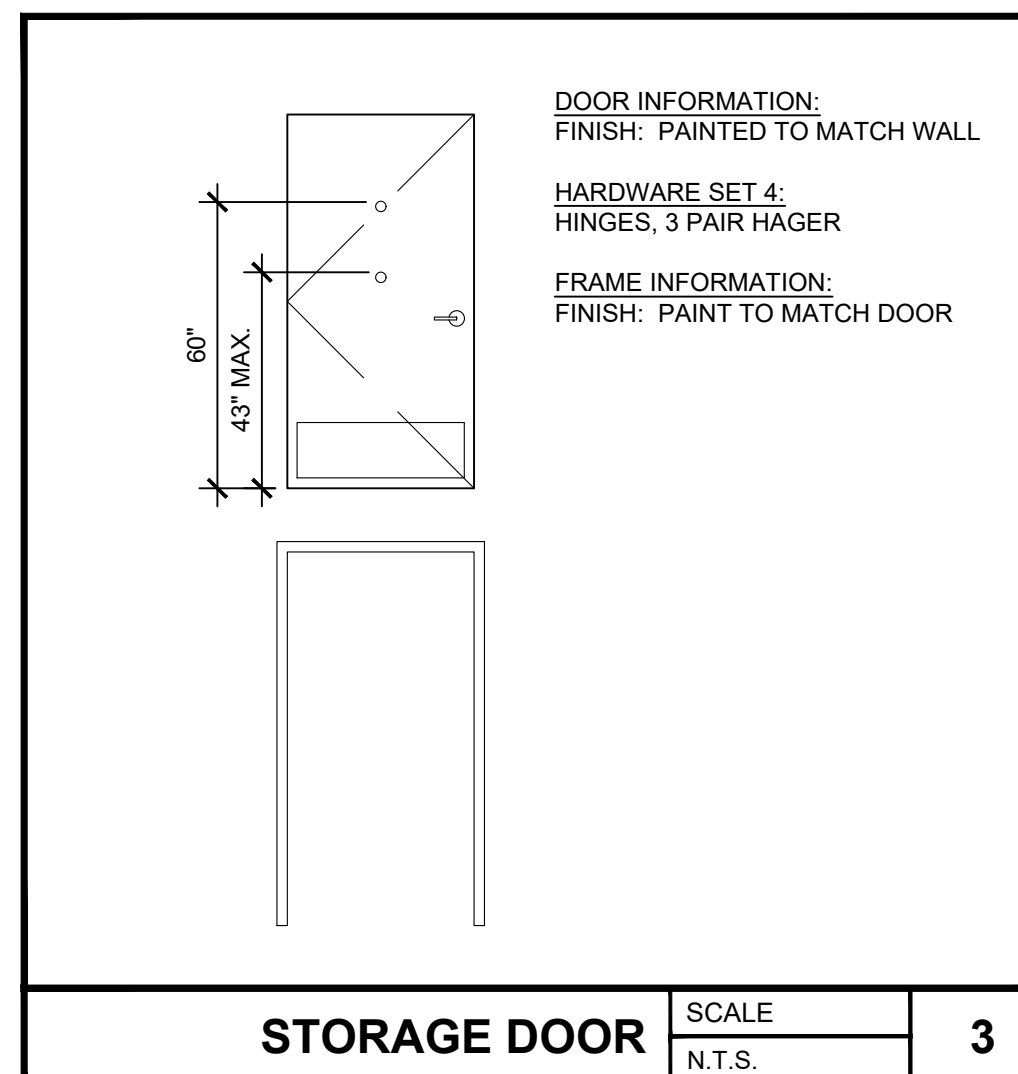 DOOR INFORMATION:
FINISH: PAINTED TO MATCH WALL
HARDWARE SET 4:
HINGES, 3 PAIR HAGER
FRAME INFORMATION:
FINISH: PAINT TO MATCH DOOR
60"
43" MAX.
STORAGE DOOR
SCALE
N.T.S.
3